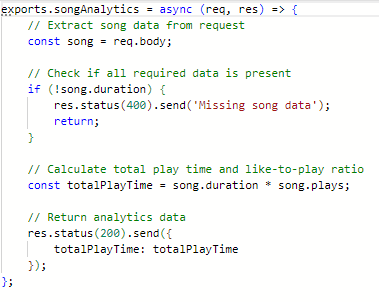 exports.songAnalytics = async (req, res) => {
// Extract song data from request
const song = req.body;
// Check if all required data is present
if (!song.duration) {
res.status(400).send('Missing song data');
return;
}
// Calculate total play time and like-to-play ratio
const totalPlayTime = song.duration * song.plays;
// Return analytics data
res.status(200).send({
totalPlayTime: totalPlayTime
});
};